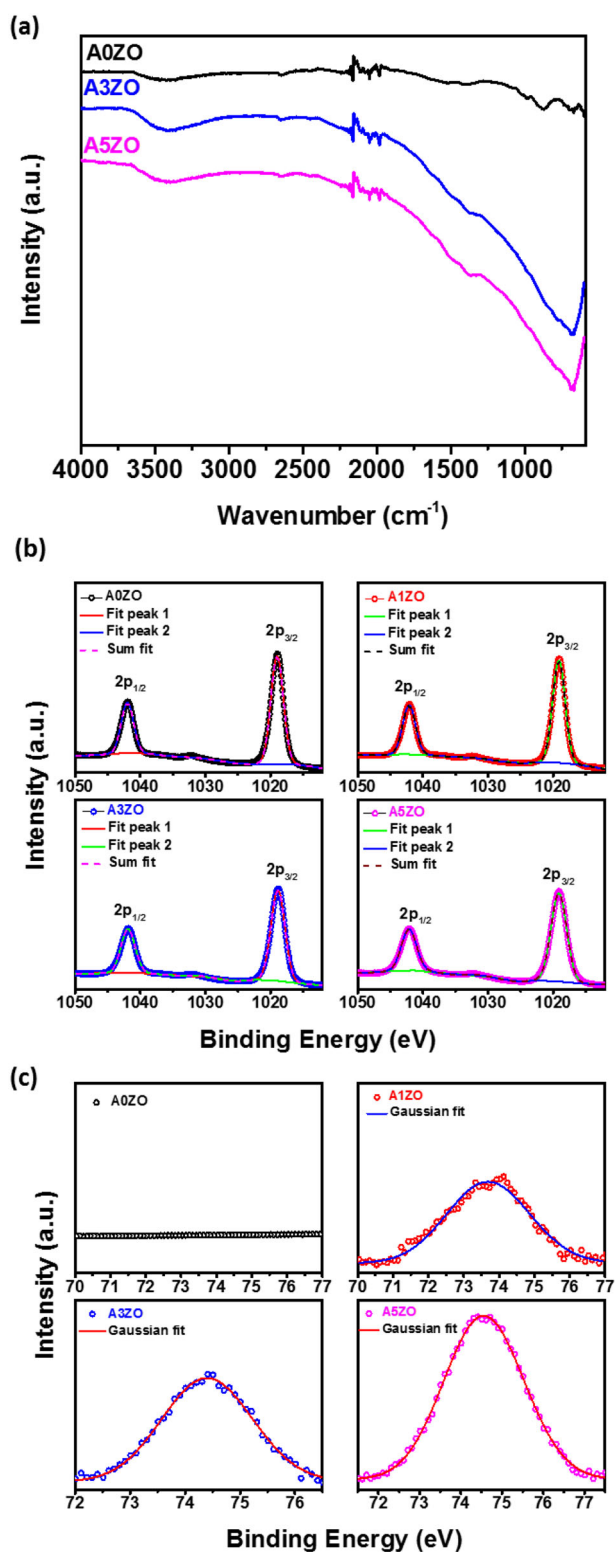 (a)
A0ZO
A3ZO
A5ZO
Intensity (a.u.)
4000 3500 3000 2500 2000 1500 1000
Wavenumber (cm-1)
(b)
A0ZO
Fit peak 1
Fit peak 2
Sum fit
2p1/2
2p3/2
1050 1040 1030 1020
A1ZO
Fit peak 1
Fit peak 2
Sum fit
2p1/2
2p3/2
1050 1040 1030 1020
A3ZO
Fit peak 1
Fit peak 2
Sum fit
2p1/2
2p3/2
1050 1040 1030 1020
A5ZO
Fit peak 1
Fit peak 2
Sum fit
2p1/2
2p3/2
1050 1040 1030 1020
Intensity (a.u.)
Binding Energy (eV)
(c)
A0ZO
70 71 72 73 74 75 76 77
A1ZO
Gaussian fit
70 71 72 73 74 75 76 77
A3ZO
Gaussian fit
72 73 74 75 76
A5ZO
Gaussian fit
72 73 74 75 76 77
Intensity (a.u.)
Binding Energy (eV)